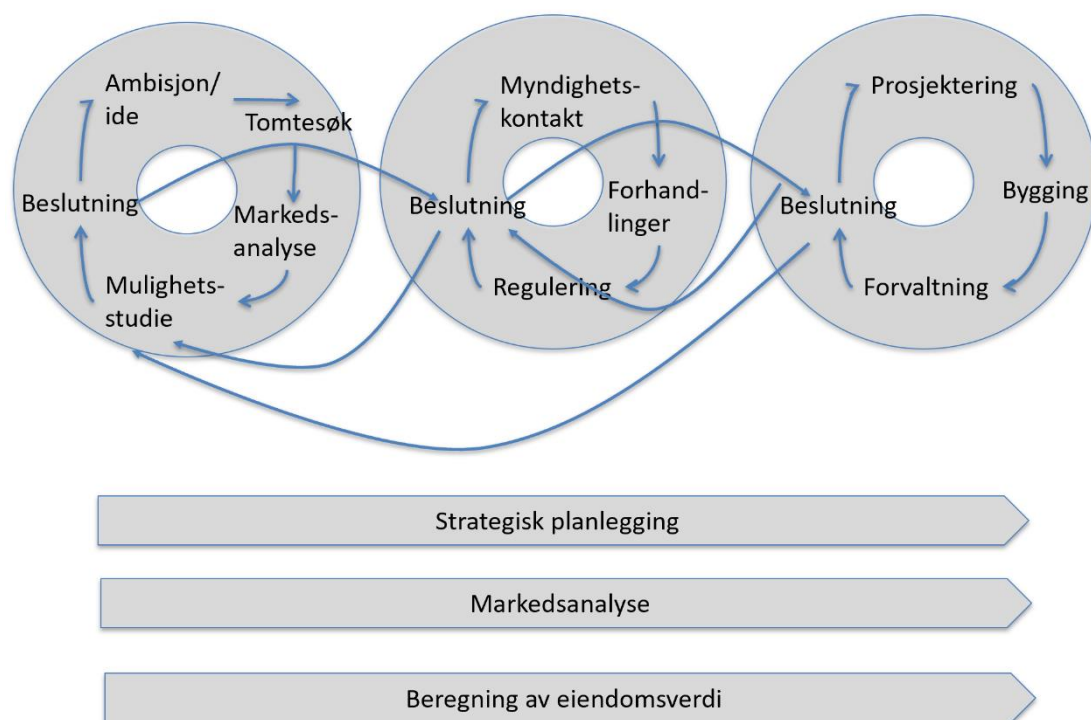 Ambisjon/
ide
Tomtesøk
Markeds-
analyse
Mulighets-
studie
Beslutning
Myndighets-
kontakt
Forhand-
linger
Regulering
Beslutning
Prosjektering
Bygging
Forvaltning
Beslutning
Strategisk planlegging
Markedsanalyse
Beregning av eiendomsverdi